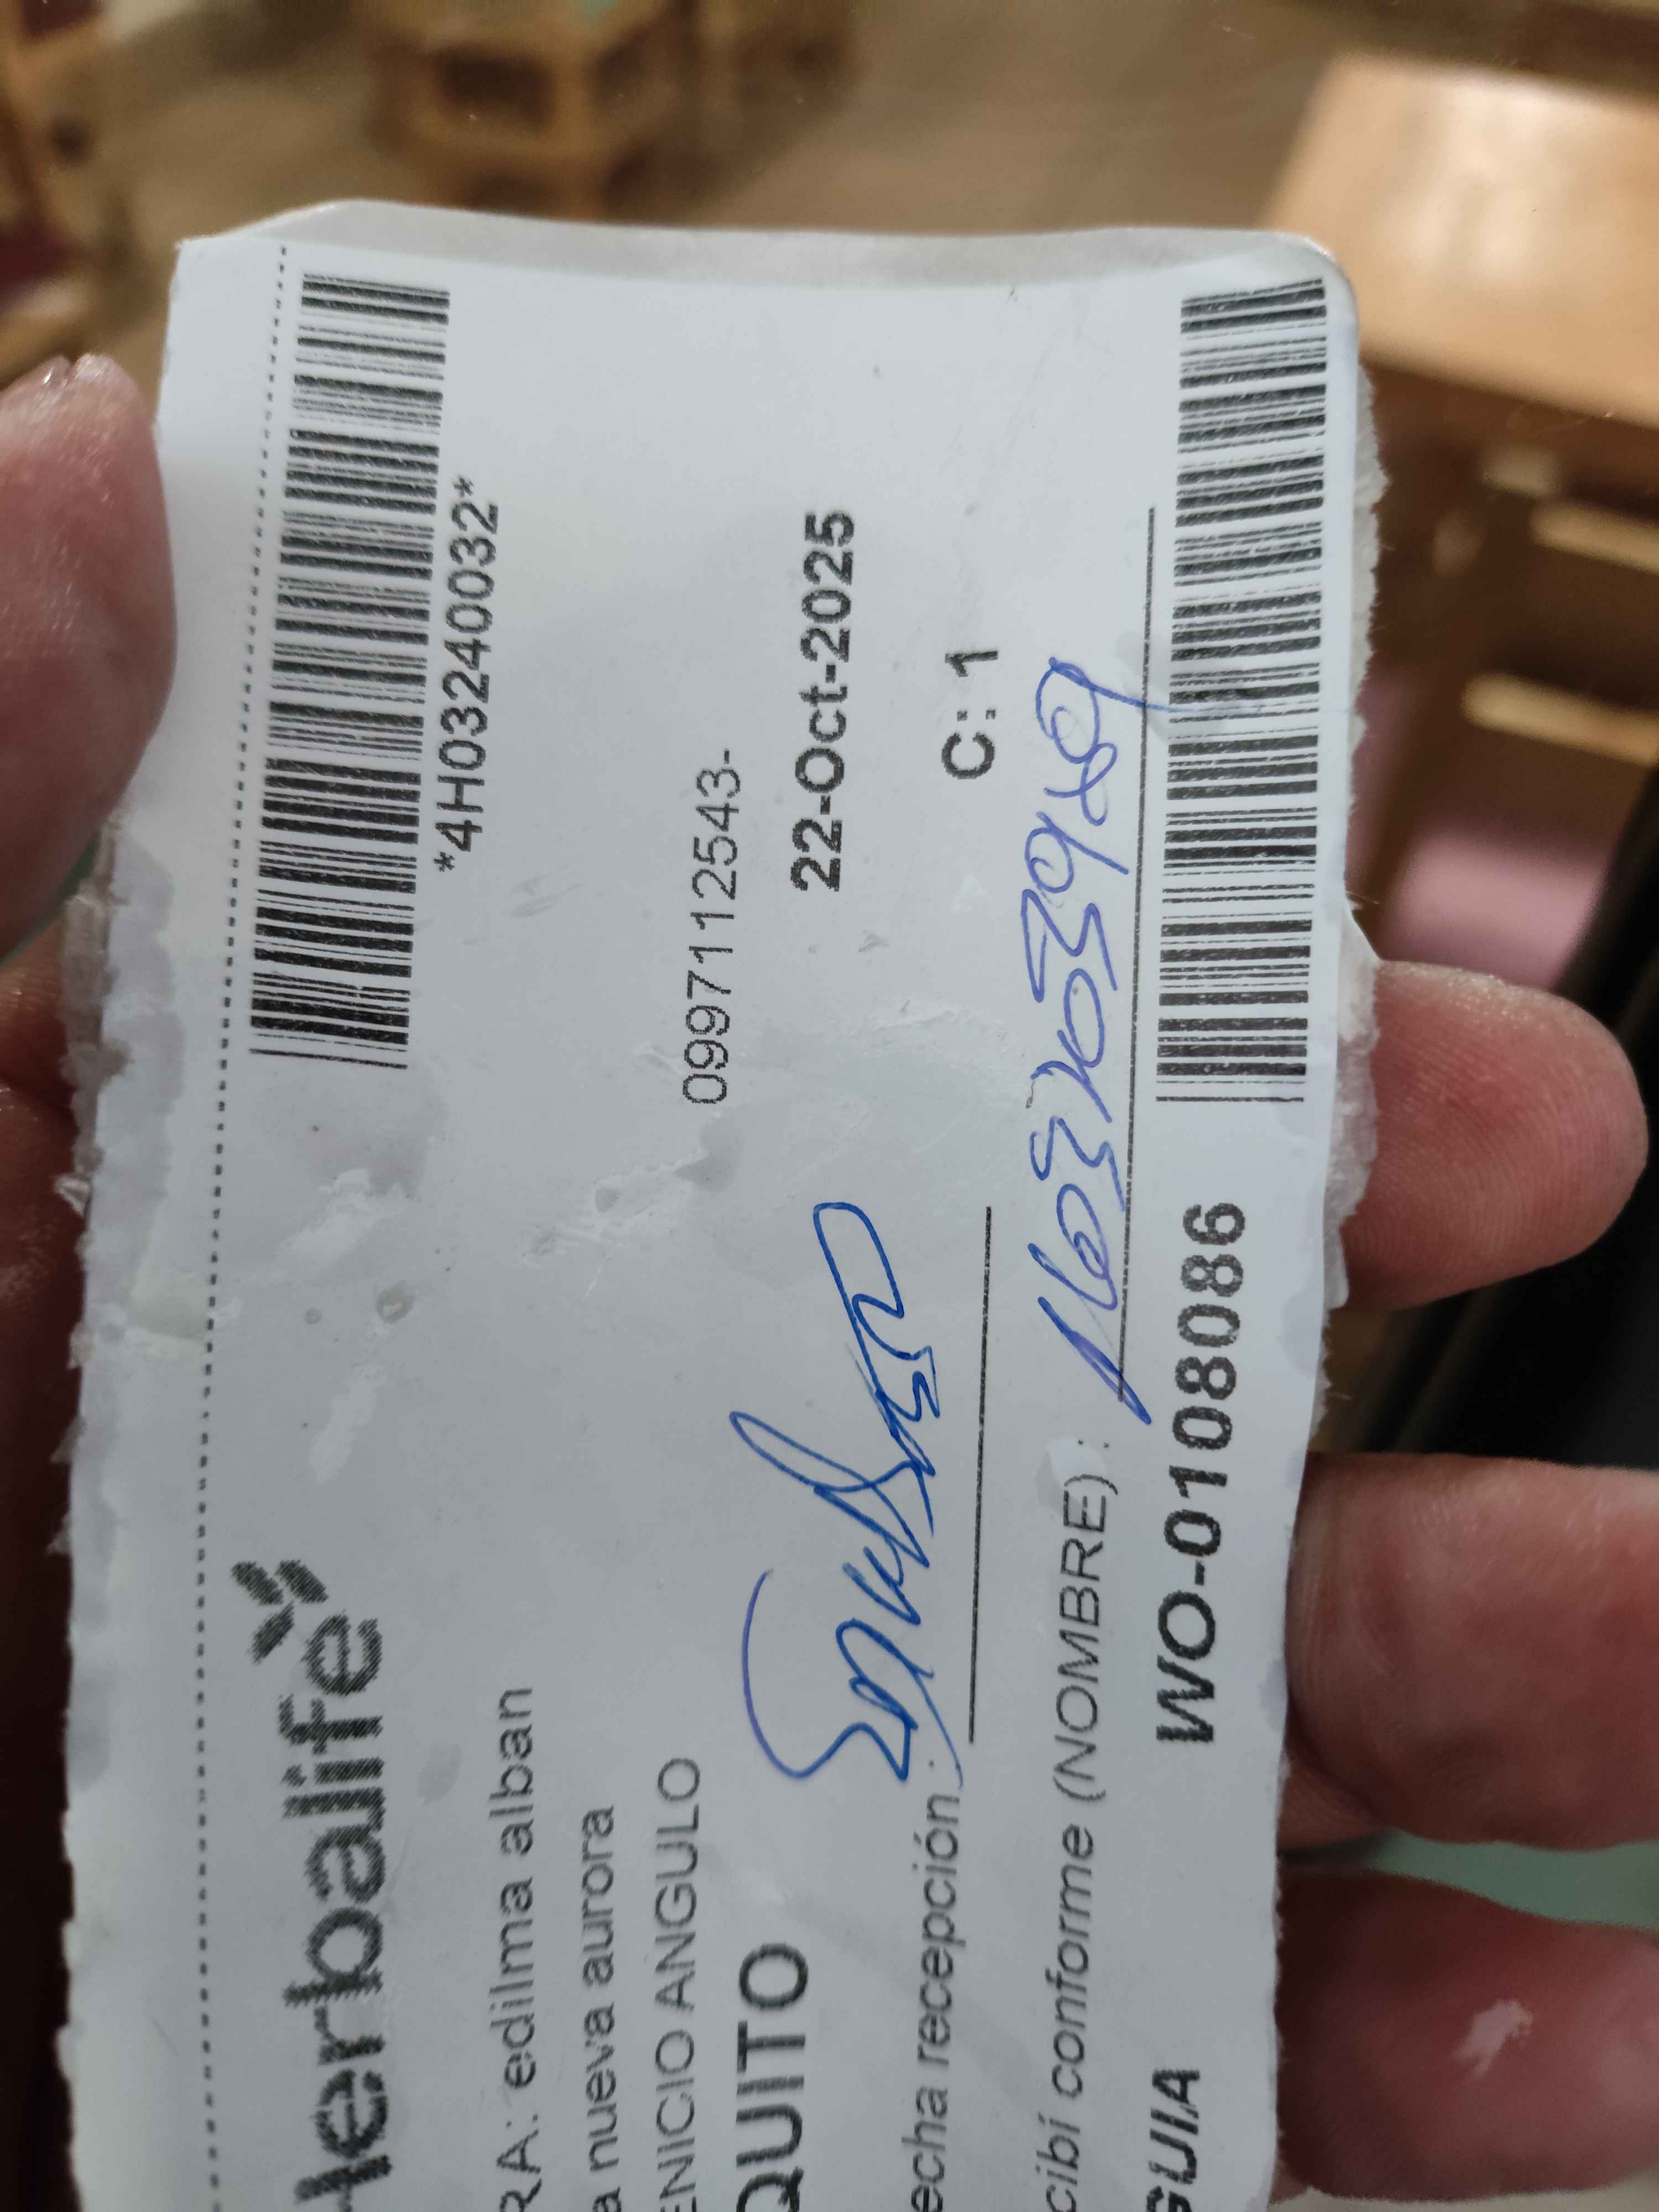 Herbalife
*4H03240032*
RA: edilma alban
a nueva aurora
ENICIO ANGULO
0997112543-
QUITO
22-Oct-2025
echa recepción :
C: 1
cibí conforme (NOMBRE) :
GUIA
WO-0108086